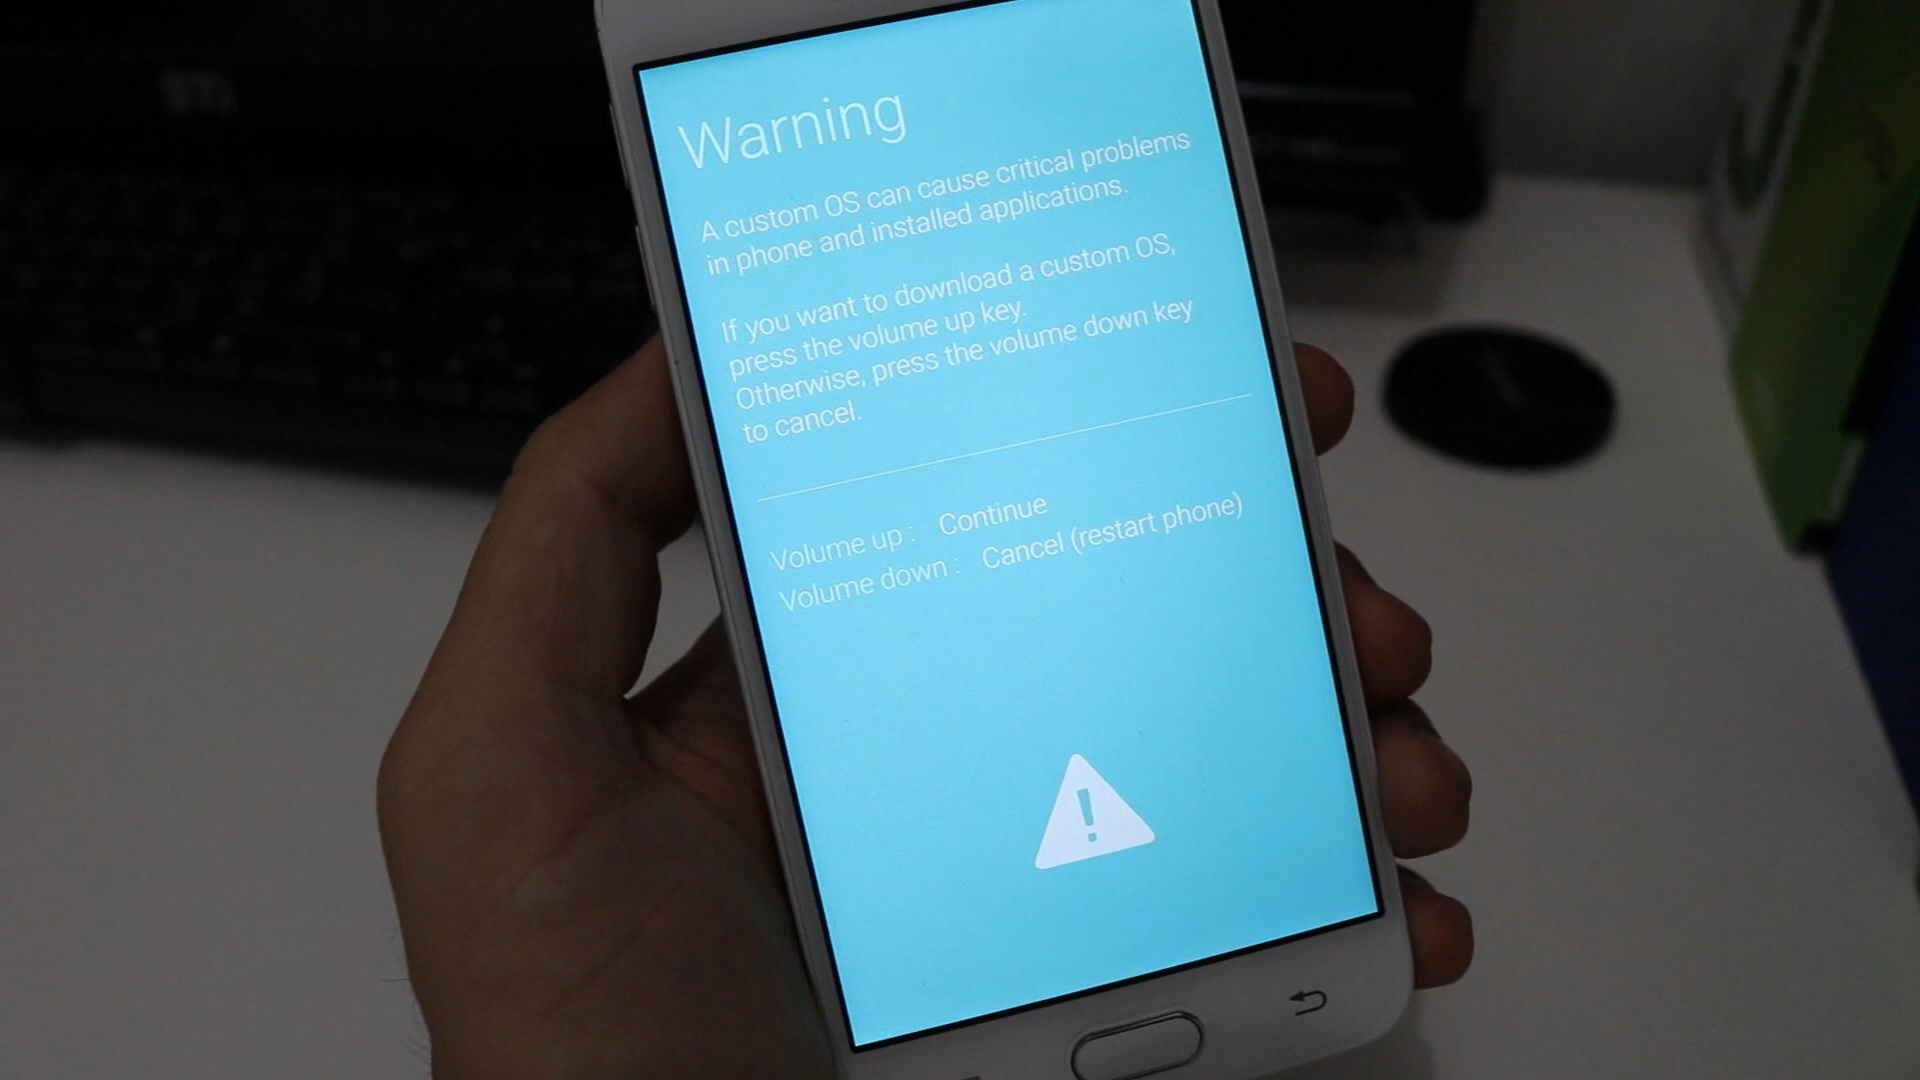 Warning
A custom OS can cause critical problems
in phone and installed applications.
If you want to download a custom OS,
press the volume up key.
Otherwise, press the volume down key
to cancel.
Volume up : Continue
Volume down : Cancel (restart phone)